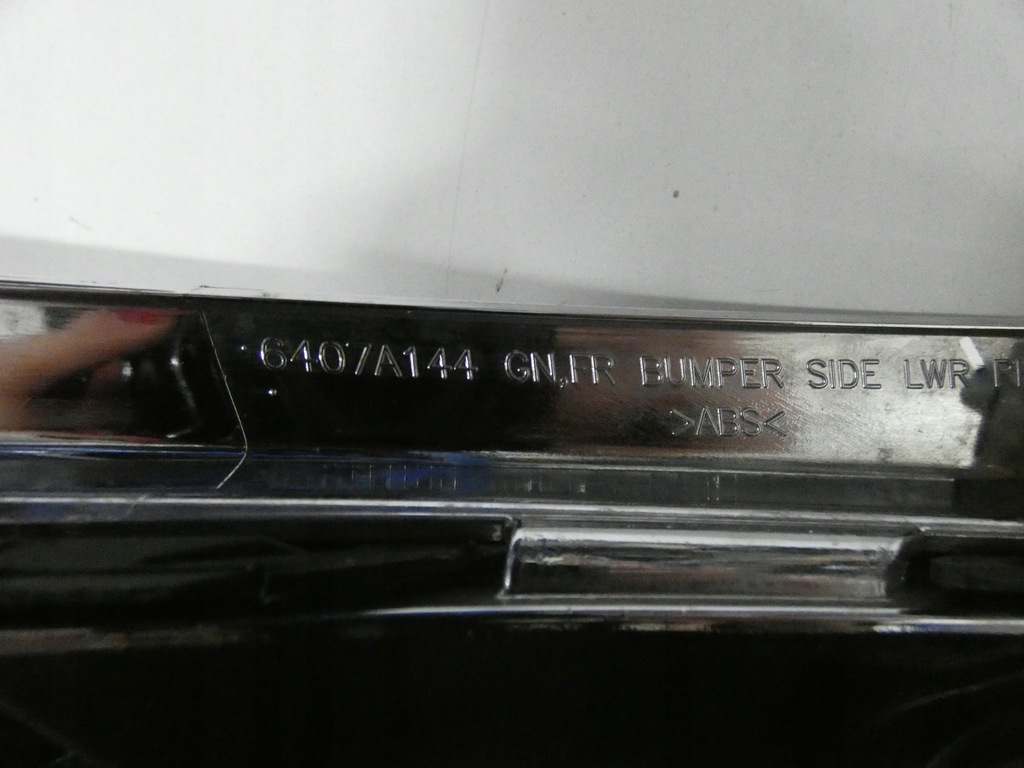 6407A144 GN,FR BUMPER SIDE LWR
>ABS<